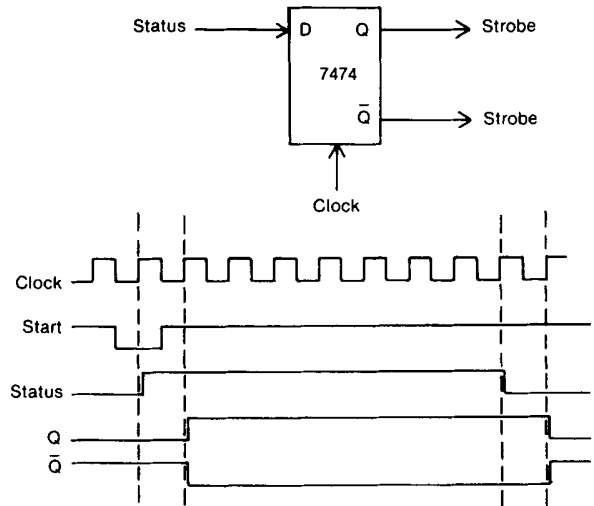 Status D Q Strobe
7474
Q̅ Strobe
Clock
Clock
Start
Status
Q
Q̅